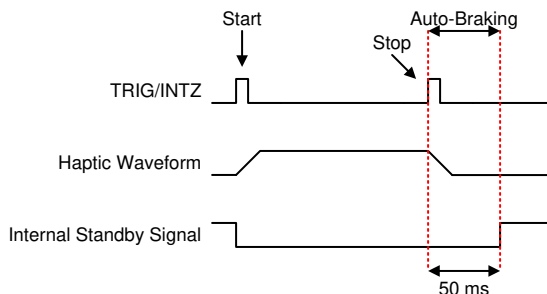 Start
Auto-Braking
Stop
TRIG/INTZ
Haptic Waveform
Internal Standby Signal
50 ms